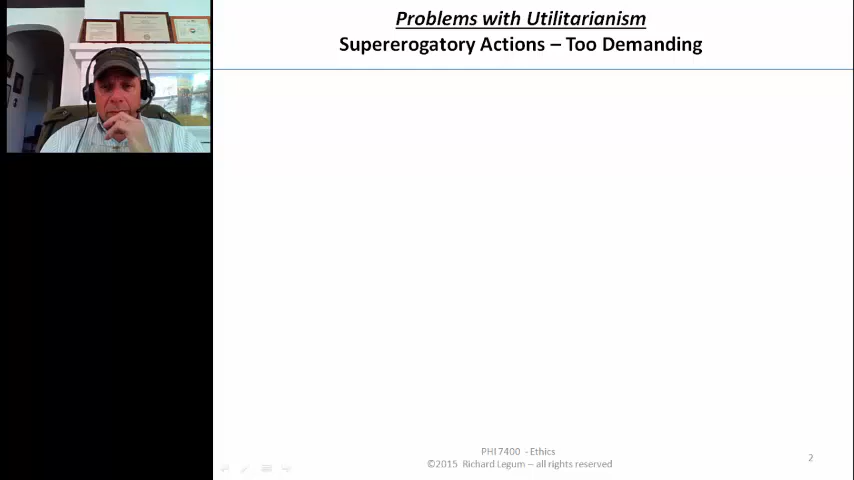 Problems with Utilitarianism
Supererogatory Actions – Too Demanding
PHI 7400 - Ethics
©2015 Richard Legum – all rights reserved
2